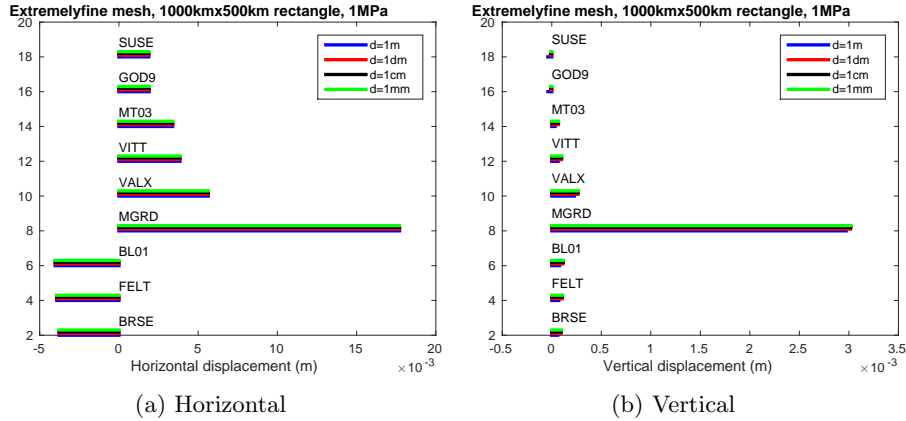 Extremelyfine mesh, 1000kmx500km rectangle, 1MPa
20
18
16
14
12
10
8
6
4
2
SUSE
GOD9
MT03
VITT
VALX
MGRD
BL01
FELT
BRSE
d=1m
d=1dm
d=1cm
d=1mm
-5 0 5 10 15 20
Horizontal displacement (m)
×10⁻³
(a) Horizontal
Extremelyfine mesh, 1000kmx500km rectangle, 1MPa
20
18
16
14
12
10
8
6
4
2
SUSE
GOD9
MT03
VITT
VALX
MGRD
BL01
FELT
BRSE
d=1m
d=1dm
d=1cm
d=1mm
-0.5 0 0.5 1 1.5 2 2.5 3 3.5
Vertical displacement (m)
×10⁻³
(b) Vertical